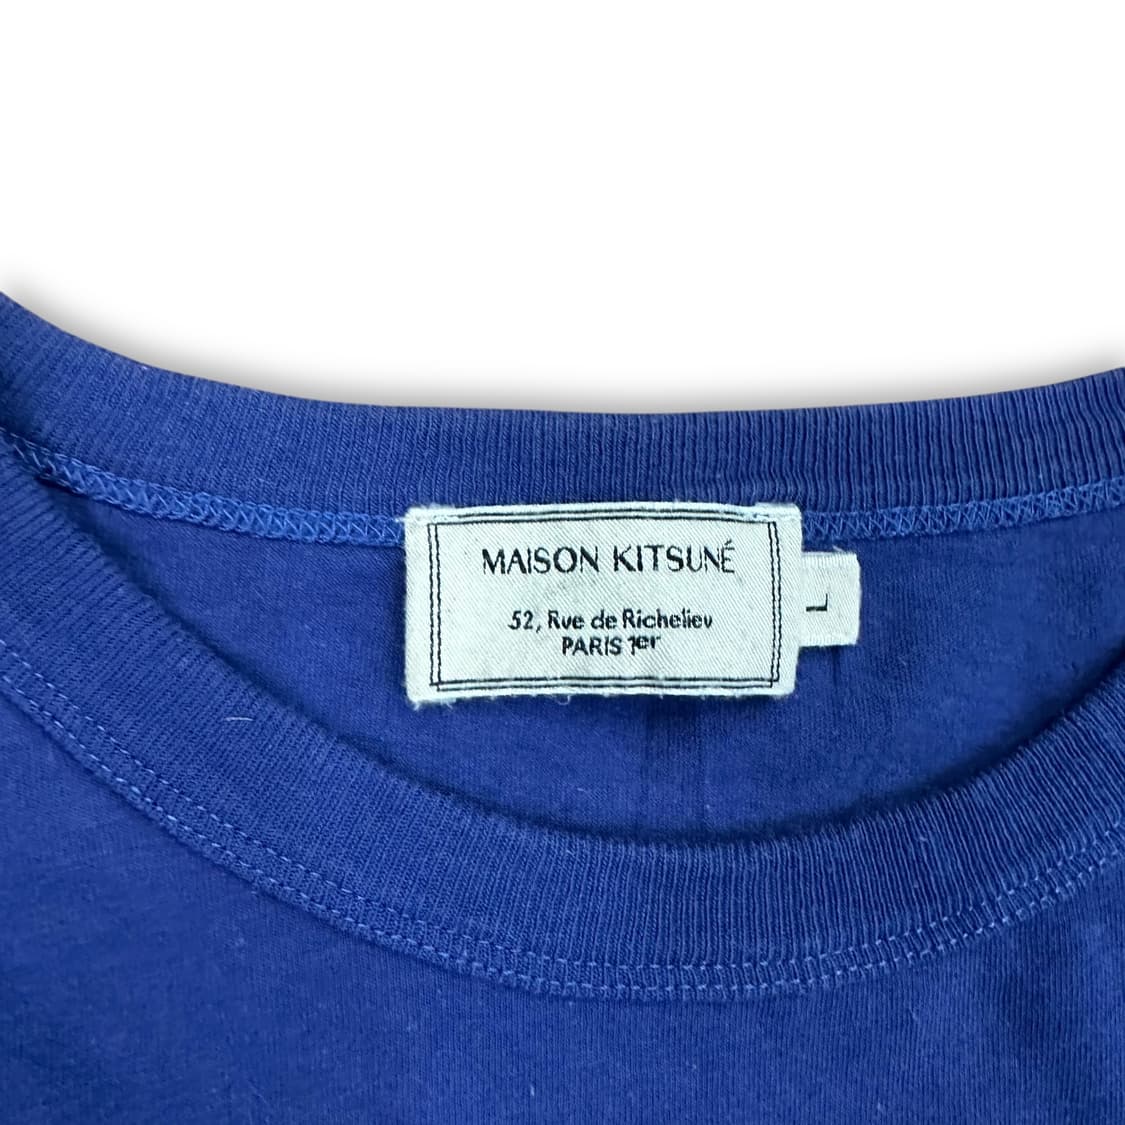 MAISON KITSUNÉ
52, Rue de Richelieu
PARIS 1er
L